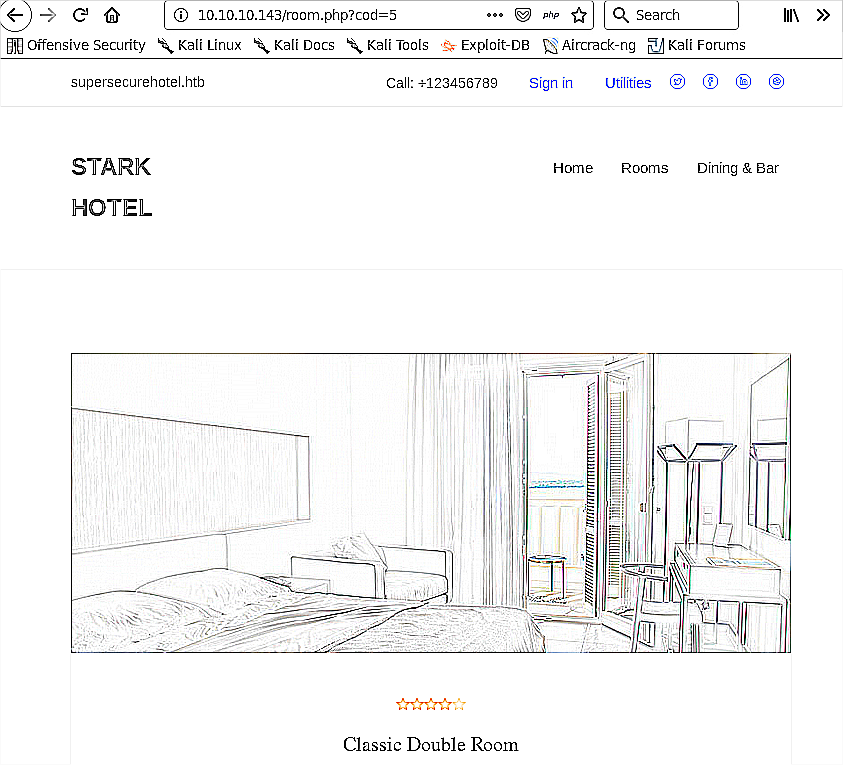 10.10.10.143/room.php?cod=5
php
Search
Offensive Security Kali Linux Kali Docs Kali Tools Exploit-DB Aircrack-ng Kali Forums
supersecurehotel.htb Call: +123456789 Sign in Utilities
STARK
HOTEL
Home Rooms Dining & Bar
Classic Double Room